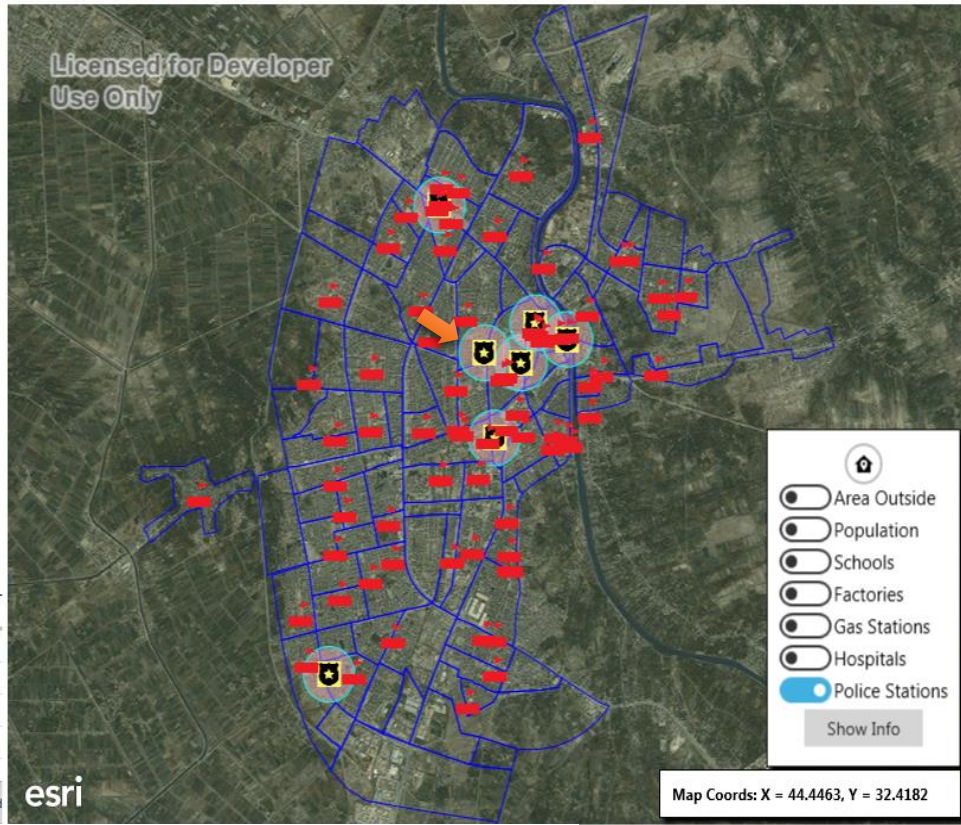 Licensed for Developer
Use Only
Area Outside
Population
Schools
Factories
Gas Stations
Hospitals
Police Stations
Show Info
esri
Map Coords: X = 44.4463, Y = 32.4182